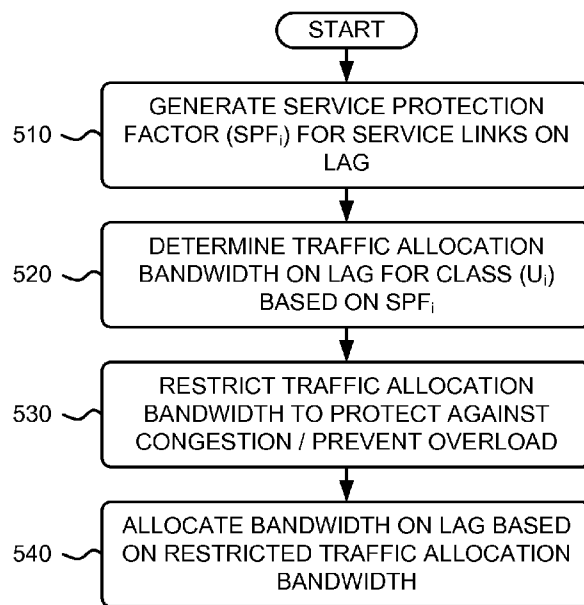 START
510
GENERATE SERVICE PROTECTION
FACTOR (SPFi) FOR SERVICE LINKS ON
LAG
520
DETERMINE TRAFFIC ALLOCATION
BANDWIDTH ON LAG FOR CLASS (Ui)
BASED ON SPFi
530
RESTRICT TRAFFIC ALLOCATION
BANDWIDTH TO PROTECT AGAINST
CONGESTION / PREVENT OVERLOAD
540
ALLOCATE BANDWIDTH ON LAG BASED
ON RESTRICTED TRAFFIC ALLOCATION
BANDWIDTH